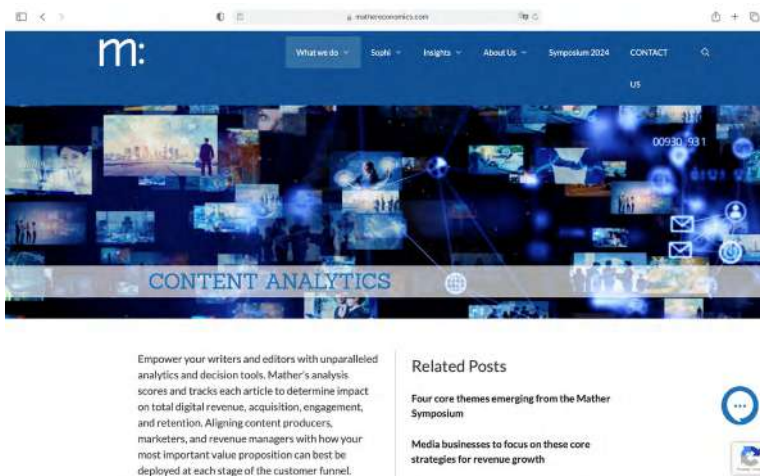 mathereconomics.com
m:
What we do
Sophi
Insights
About Us
Symposium 2024
CONTACT
US
00930 931
CONTENT ANALYTICS
Empower your writers and editors with unparalleled
analytics and decision tools. Mather's analysis
scores and tracks each article to determine impact
on total digital revenue, acquisition, engagement,
and retention. Aligning content producers,
marketers, and revenue managers with how your
most important value proposition can best be
deployed at each stage of the customer funnel.
Related Posts
Four core themes emerging from the Mather
Symposium
Media businesses to focus on these core
strategies for revenue growth